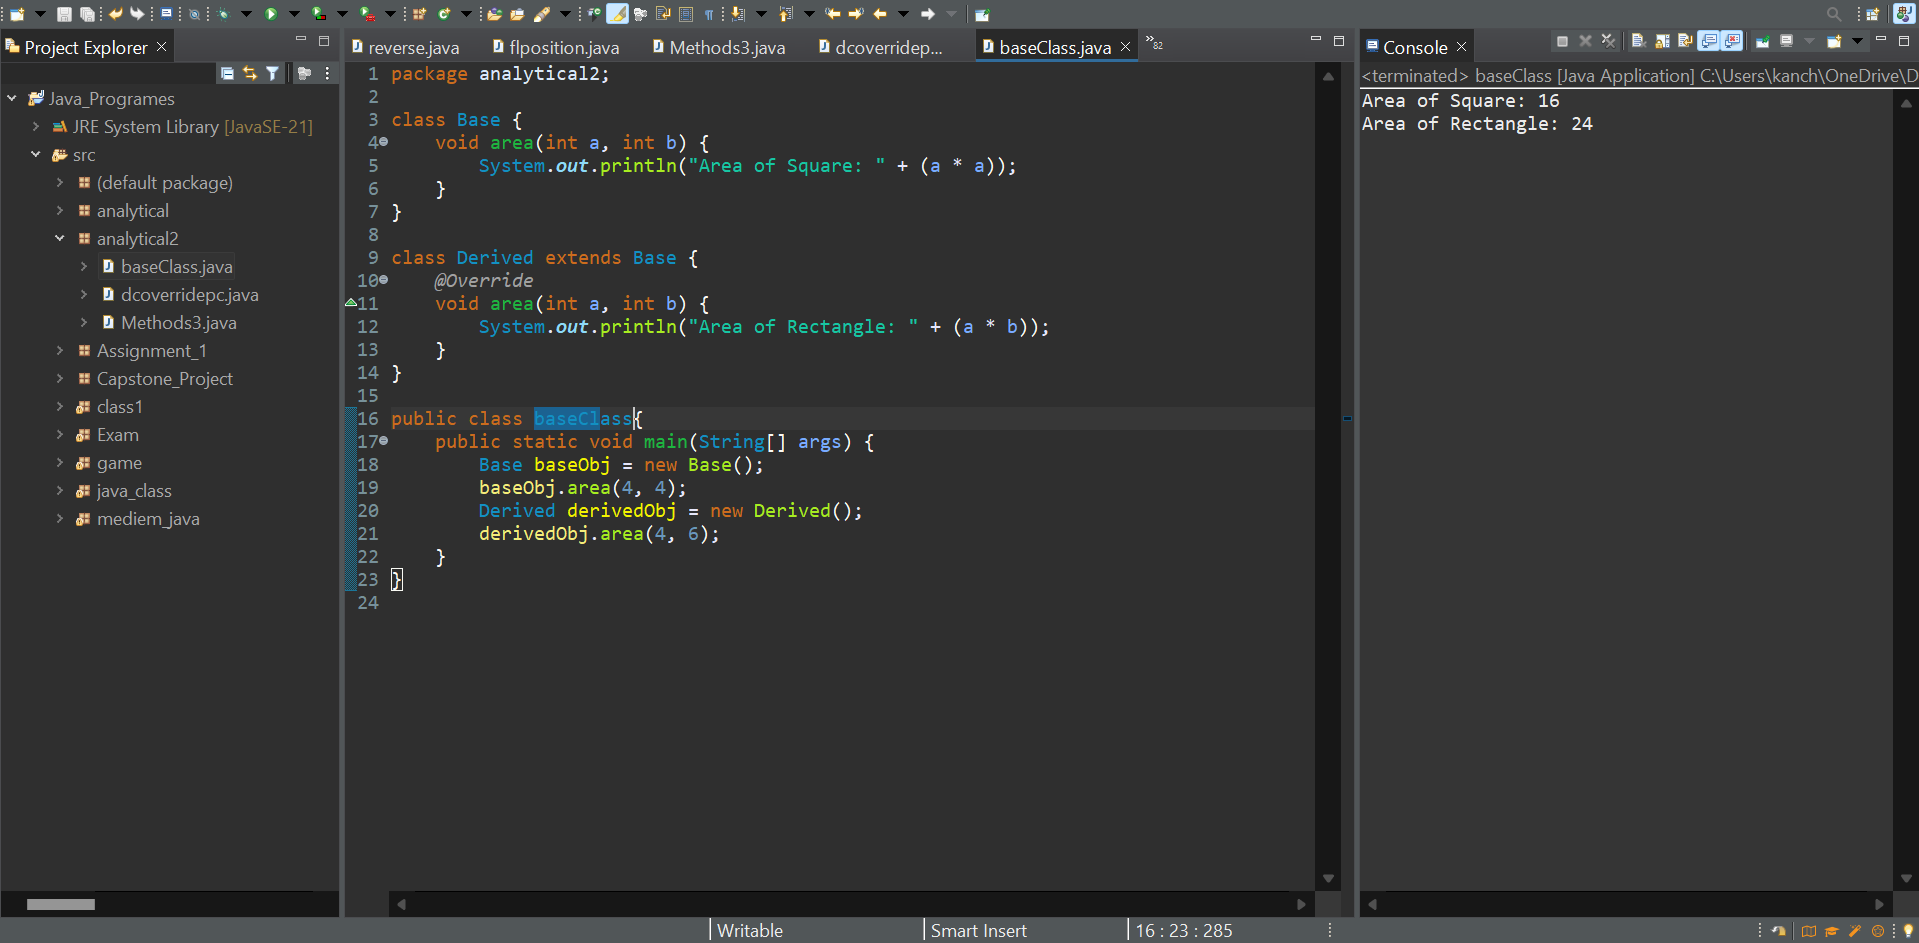 Project Explorer
reverse.java
flposition.java
Methods3.java
dcoverridep...
baseClass.java
»82
Console
<terminated> baseClass [Java Application] C:\Users\kanch\OneDrive\D
Java_Programes
JRE System Library [JavaSE-21]
src
(default package)
analytical
analytical2
baseClass.java
dcoverridepc.java
Methods3.java
Assignment_1
Capstone_Project
class1
Exam
game
java_class
mediem_java
1 package analytical2;
2
3 class Base {
4     void area(int a, int b) {
5         System.out.println("Area of Square: " + (a * a));
6     }
7 }
8
9 class Derived extends Base {
10     @Override
11     void area(int a, int b) {
12         System.out.println("Area of Rectangle: " + (a * b));
13     }
14 }
15
16 public class baseClass{
17     public static void main(String[] args) {
18         Base baseObj = new Base();
19         baseObj.area(4, 4);
20         Derived derivedObj = new Derived();
21         derivedObj.area(4, 6);
22     }
23 }
24
Area of Square: 16
Area of Rectangle: 24
Writable
Smart Insert
16 : 23 : 285